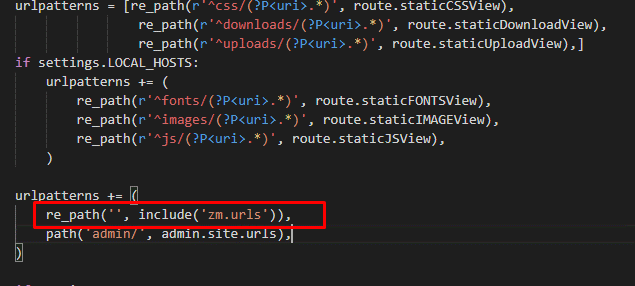 urlpatterns = [re_path(r'^css/(?P<uri>.*)', route.staticCSSView),
re_path(r'^downloads/(?P<uri>.*)', route.staticDownloadView),
re_path(r'^uploads/(?P<uri>.*)', route.staticUploadView),]
if settings.LOCAL_HOSTS:
urlpatterns += (
re_path(r'^fonts/(?P<uri>.*)', route.staticFONTSView),
re_path(r'^images/(?P<uri>.*)', route.staticIMAGEView),
re_path(r'^js/(?P<uri>.*)', route.staticJSView),
)
urlpatterns += (
re_path('', include('zm.urls')),
path('admin/', admin.site.urls),
)